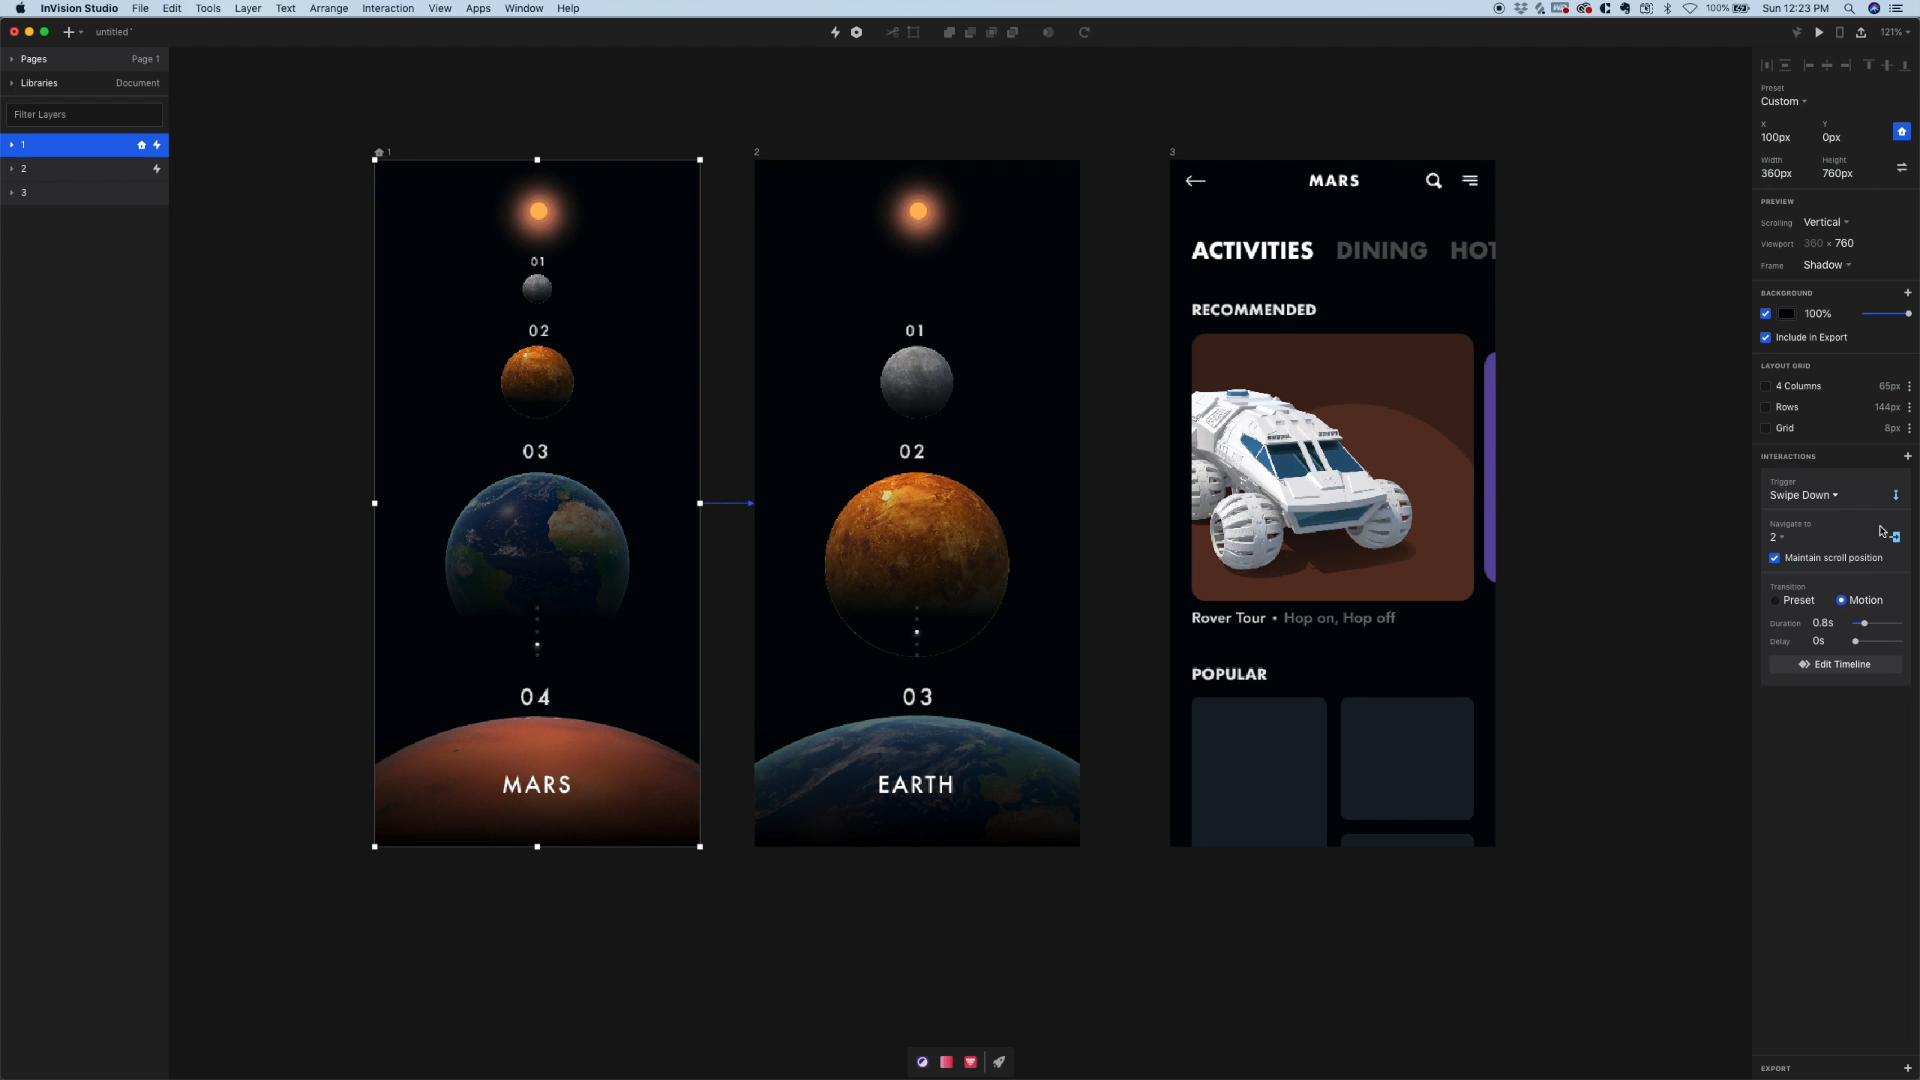 InVision Studio File Edit Tools Layer Text Arrange Interaction View Apps Window Help 100% Sun 12:23 PM
untitled
121%
Pages Page 1
Libraries Document
Filter Layers
1
2
3
1
01
02
03
04
MARS
2
01
02
03
EARTH
3
MARS
ACTIVITIES DINING HOT
RECOMMENDED
Rover Tour • Hop on, Hop off
POPULAR
Preset
Custom
X Y
100px 0px
Width Height
360px 760px
PREVIEW
Scrolling Vertical
Viewport 360 × 760
Frame Shadow
BACKGROUND
100%
Include in Export
LAYOUT GRID
4 Columns 65px
Rows 144px
Grid 8px
INTERACTIONS
Trigger
Swipe Down
Navigate to
2
Maintain scroll position
Transition
Preset Motion
Duration 0.8s
Delay 0s
Edit Timeline
EXPORT